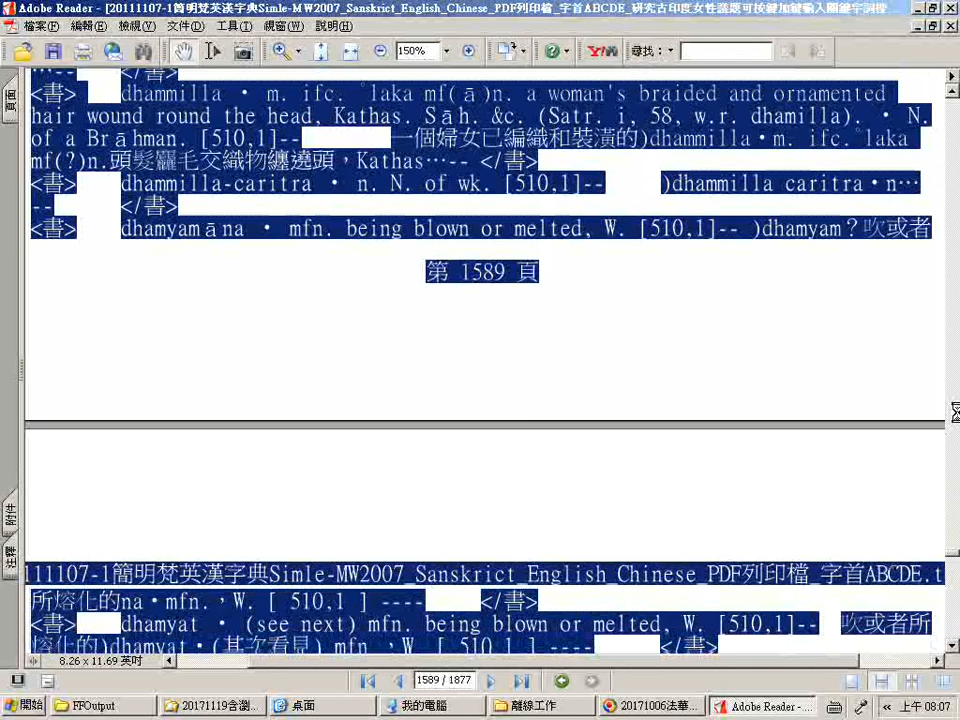 Adobe Reader - [20111107-1簡明梵英漢字典Simle-MW2007_Sanskrict_English_Chinese_PDF列印檔_字首ABCDE_研究古印度女性議題可按鍵加鍵輸入關鍵字詞搜
檔案(F) 編輯(E) 檢視(V) 文件(D) 工具(T) 視窗(W) 說明(H)
150% Y! 尋找:
頁面
…-- </書>
<書> dhammilla · m. ifc. °laka mf(ā)n. a woman's braided and ornamented
hair wound round the head, Kathas. Sāh. &c. (Satr. i, 58, w.r. dhamilla). · N.
of a Brāhman. [510,1]-- 一個婦女已編織和裝潢的)dhammilla·m. ifc.°laka
mf(?)n.頭髮氍毛交織物纏遶頭，Kathas…-- </書>
<書> dhammilla-caritra · n. N. of wk. [510,1]-- )dhammilla caritra·n…
-- </書>
<書> dhamyamāna · mfn. being blown or melted, W. [510,1]-- )dhamyam？吹或者
第 1589 頁
附件
註釋
111107-1簡明梵英漢字典Simle-MW2007_Sanskrict_English_Chinese_PDF列印檔_字首ABCDE.t
所熔化的na·mfn.，W. [ 510,1 ] ---- </書>
<書> dhamyat · (see next) mfn. being blown or melted, W. [510,1]-- 吹或者所
熔化的)dhamyat·(其次看見) mfn.，W. [ 510,1 ] ---- </書>
8.26 x 11.69 英吋
1589 / 1877
開始 FFOutput 20171119含瀏... 桌面 我的電腦 離線工作 20171006法華... Adobe Reader - ... « 上午 08:07